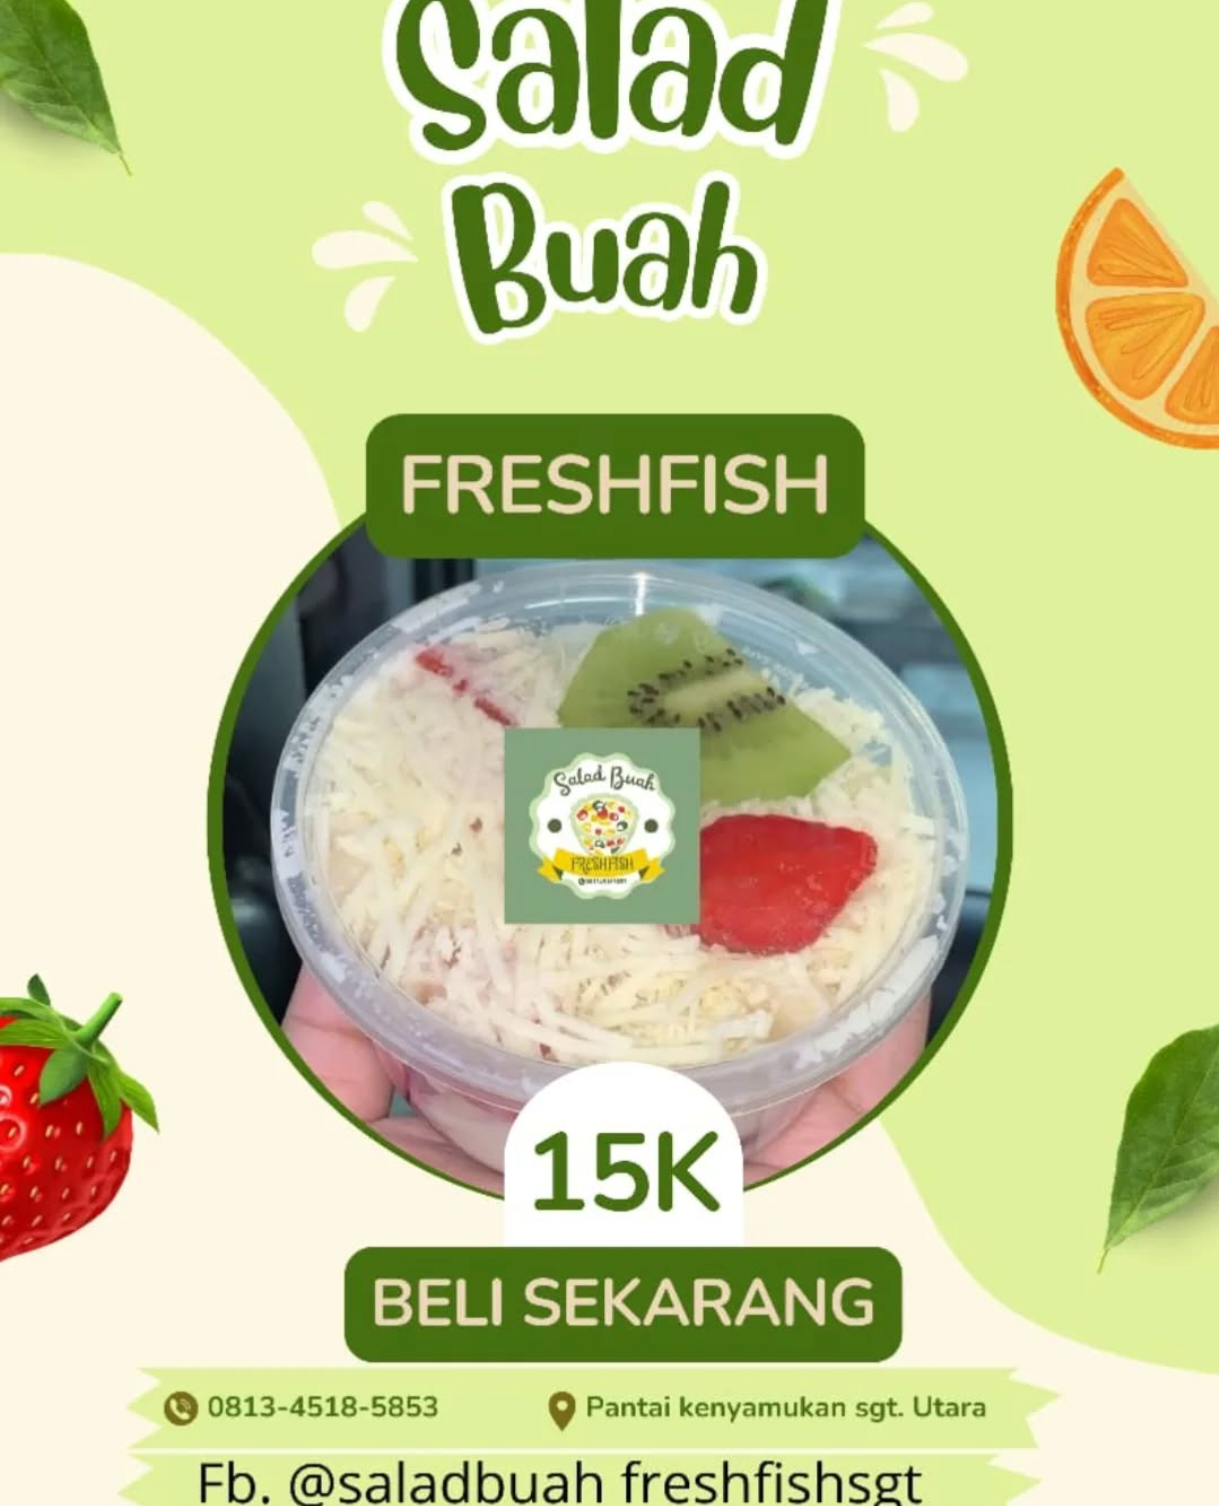 Salad
Buah
FRESHFISH
Salad Buah
FRESHFISH
15K
BELI SEKARANG
0813-4518-5853
Pantai kenyamukan sgt. Utara
Fb. @saladbuah freshfishsgt